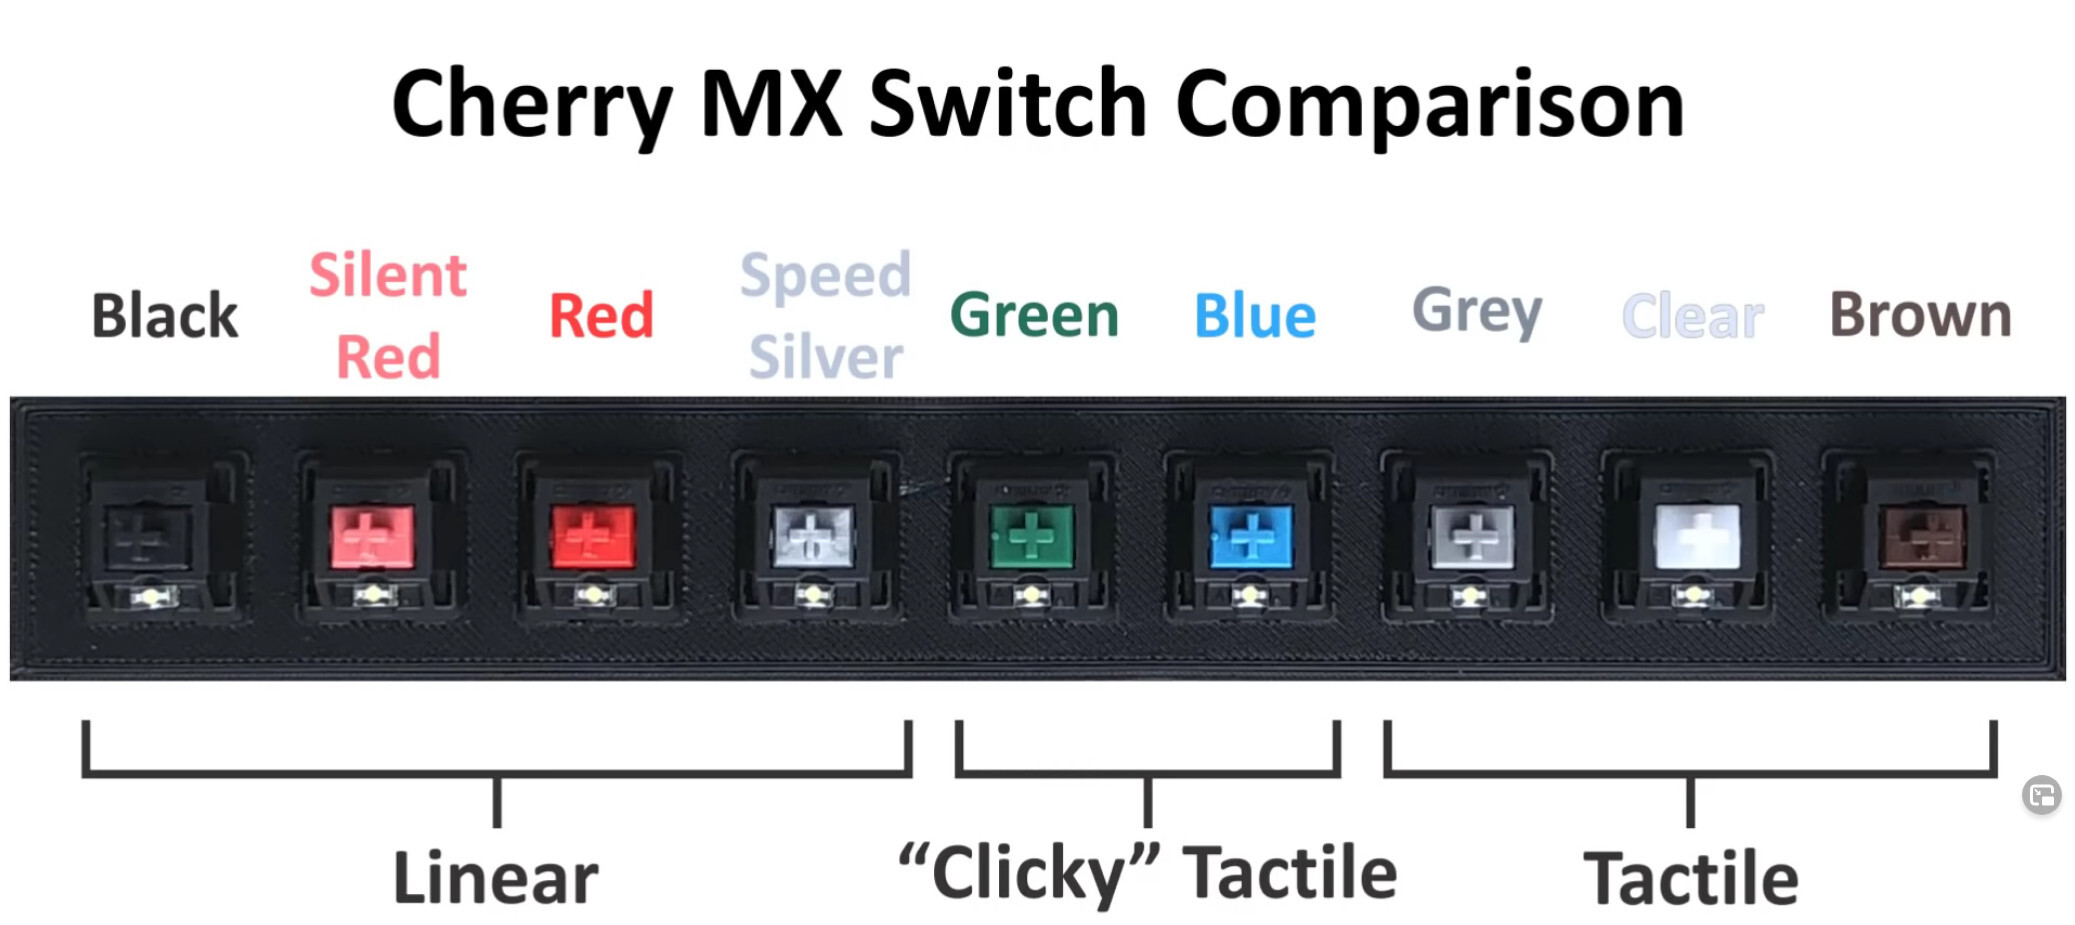 Cherry MX Switch Comparison
Black
Silent
Red
Red
Speed
Silver
Green
Blue
Grey
Clear
Brown
Linear
“Clicky” Tactile
Tactile